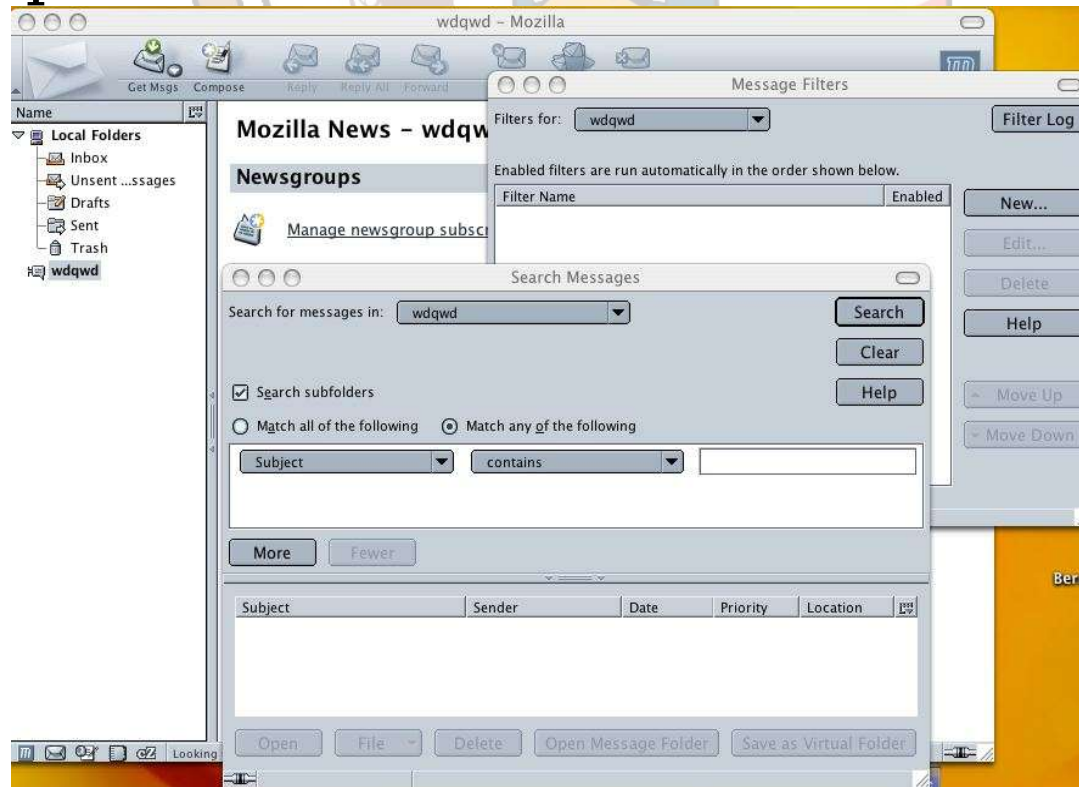 wdqwd – Mozilla
Get Msgs Compose Reply Reply All Forward
Name
Local Folders
Inbox
Unsent ...ssages
Drafts
Sent
Trash
wdqwd
Mozilla News – wdqw
Newsgroups
Manage newsgroup subscr
Looking
Message Filters
Filters for: wdqwd Filter Log
Enabled filters are run automatically in the order shown below.
Filter Name Enabled
New...
Edit...
Delete
Help
Move Up
Move Down
Search Messages
Search for messages in: wdqwd Search
Clear
Search subfolders Help
Match all of the following Match any of the following
Subject contains
More Fewer
Subject Sender Date Priority Location
Open File Delete Open Message Folder Save as Virtual Folder
Ber